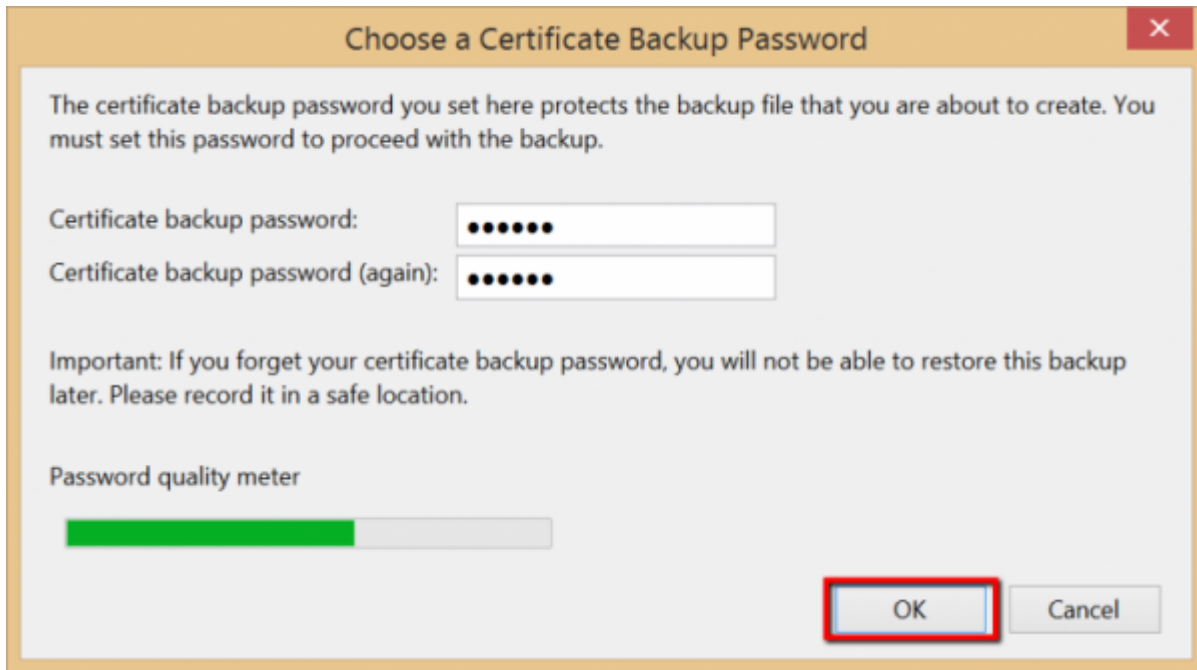 Choose a Certificate Backup Password
The certificate backup password you set here protects the backup file that you are about to create. You
must set this password to proceed with the backup.
Certificate backup password:
••••••
Certificate backup password (again):
••••••
Important: If you forget your certificate backup password, you will not be able to restore this backup
later. Please record it in a safe location.
Password quality meter
OK
Cancel